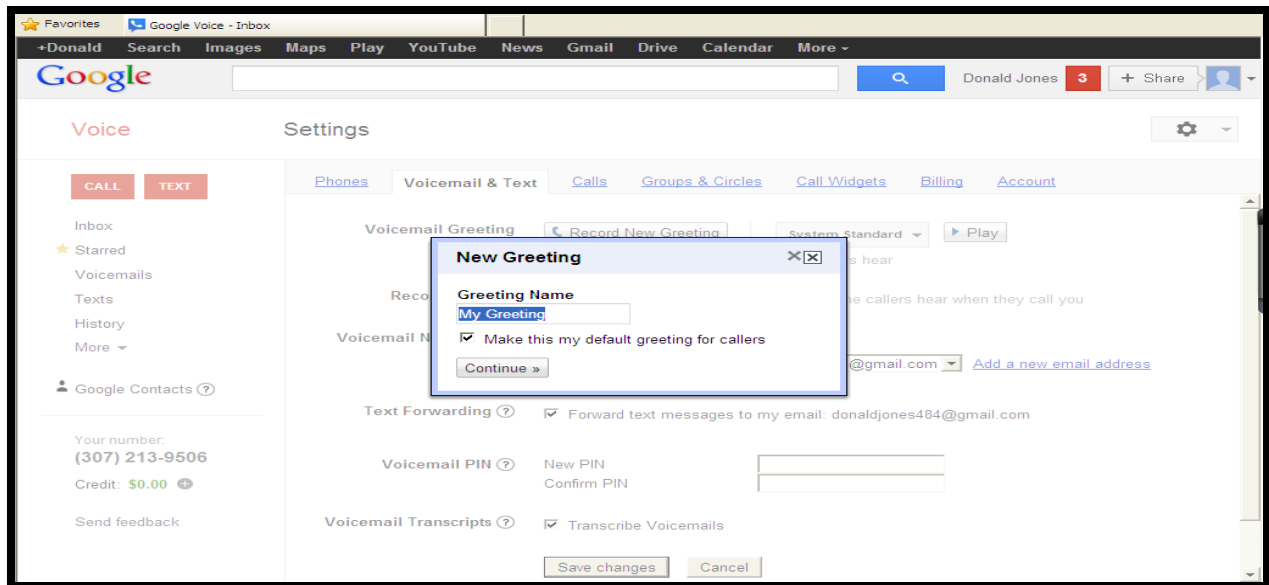 Favorites
Google Voice - Inbox
+Donald Search Images Maps Play YouTube News Gmail Drive Calendar More
Google
Donald Jones 3 + Share
Voice
Settings
CALL TEXT
Phones Voicemail & Text Calls Groups & Circles Call Widgets Billing Account
Inbox
Starred
Voicemails
Texts
History
More
Google Contacts (?)
Your number:
(307) 213-9506
Credit: $0.00 +
Send feedback
Voicemail Greeting Record New Greeting System Standard Play
s hear
Reco
e callers hear when they call you
Voicemail N
@gmail.com Add a new email address
New Greeting
Greeting Name
My Greeting
Make this my default greeting for callers
Continue »
Text Forwarding (?) Forward text messages to my email: donaldjones484@gmail.com
Voicemail PIN (?) New PIN
Confirm PIN
Voicemail Transcripts (?) Transcribe Voicemails
Save changes Cancel